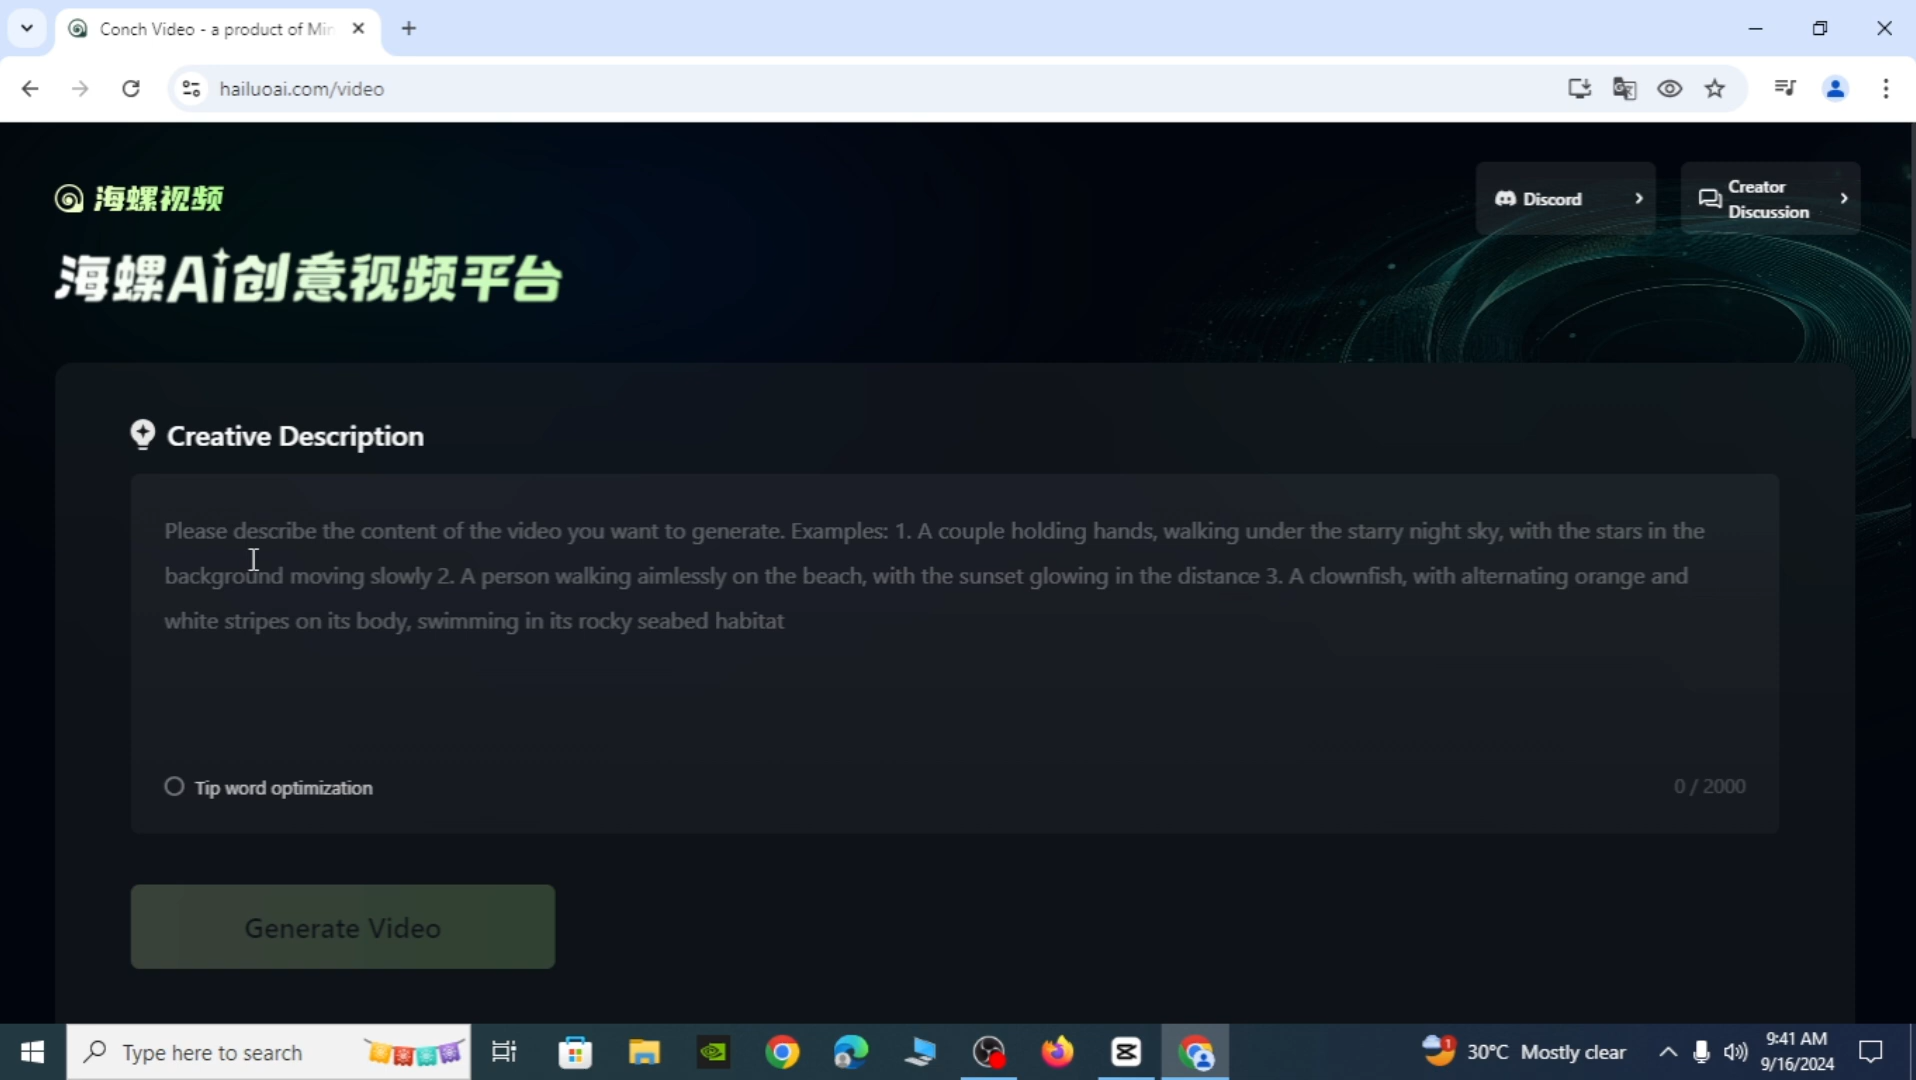 Conch Video - a product of Min
hailuoai.com/video
海螺视频
Discord
Creator
Discussion
海螺Ai创意视频平台
Creative Description
Please describe the content of the video you want to generate. Examples: 1. A couple holding hands, walking under the starry night sky, with the stars in the
background moving slowly 2. A person walking aimlessly on the beach, with the sunset glowing in the distance 3. A clownfish, with alternating orange and
white stripes on its body, swimming in its rocky seabed habitat
Tip word optimization
0 / 2000
Generate Video
Type here to search
1
30°C Mostly clear
9:41 AM
9/16/2024